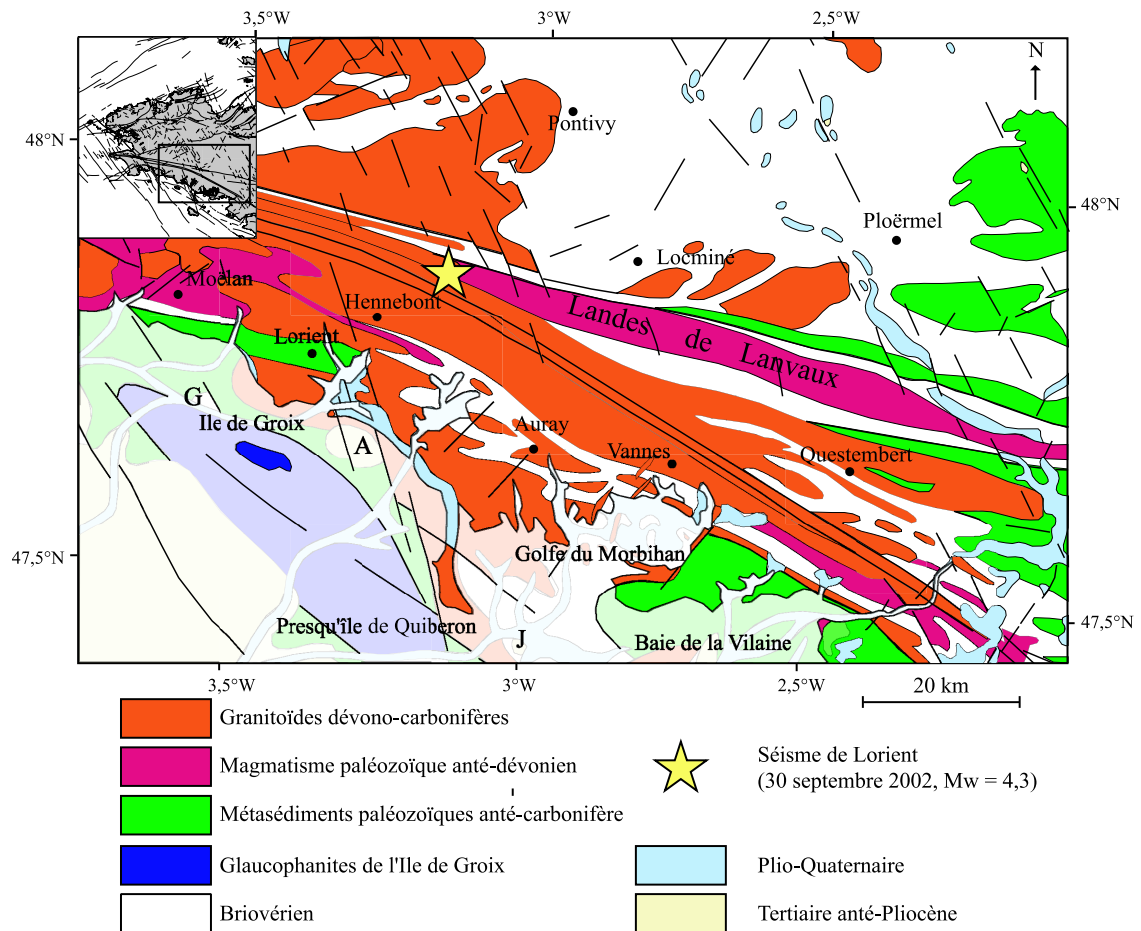 3,5°W 3°W 2,5°W
N
48°N
Pontivy
48°N
Ploërmel
Locminé
Moëlan
Hennebont
Landes de Lanvaux
Lorient
G
Ile de Groix
A
Auray
Vannes
Questembert
47,5°N
Golfe du Morbihan
Presqu'île de Quiberon
J
Baie de la Vilaine
47,5°N
3,5°W 3°W 2,5°W
20 km
Granitoïdes dévono-carbonifères
Magmatisme paléozoïque anté-dévonien
Séisme de Lorient
(30 septembre 2002, Mw = 4,3)
Métasédiments paléozoïques anté-carbonifère
Glaucophanites de l'Ile de Groix
Plio-Quaternaire
Briovérien
Tertiaire anté-Pliocène